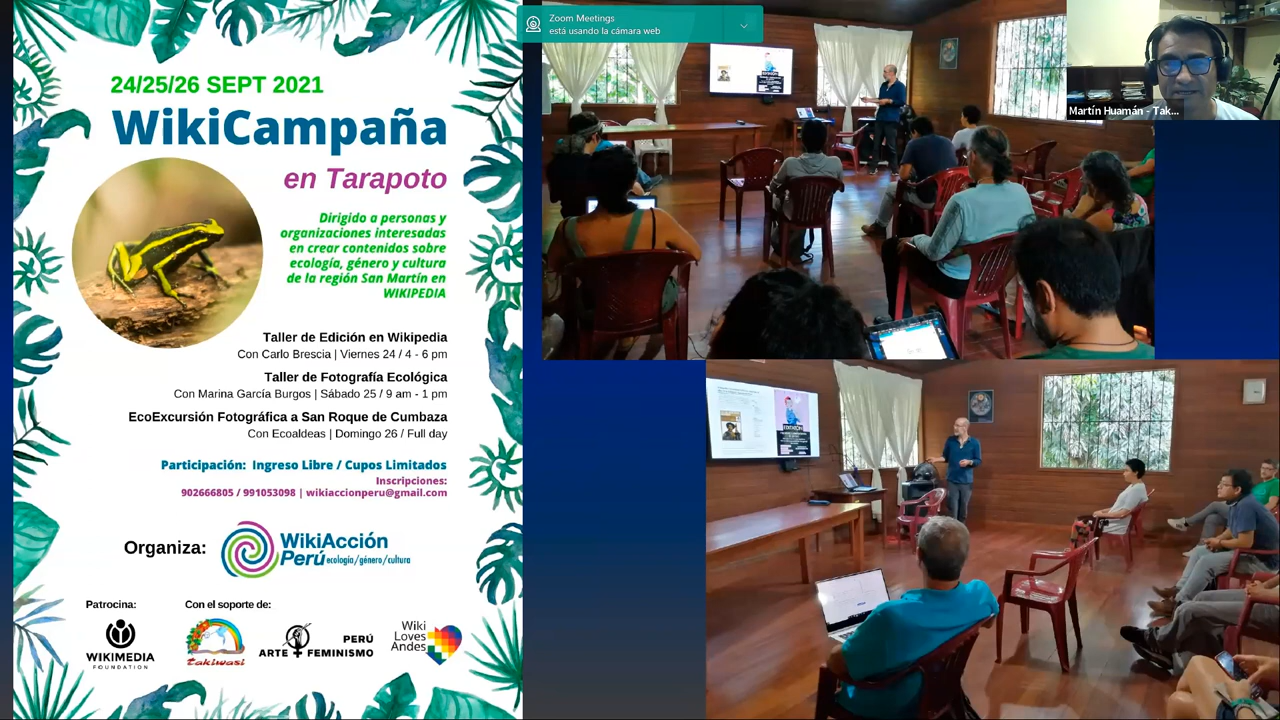 24/25/26 SEPT 2021
WikiCampaña
en Tarapoto
Dirigido a personas y
organizaciones interesadas
en crear contenidos sobre
ecología, género y cultura
de la región San Martín en
WIKIPEDIA
Taller de Edición en Wikipedia
Con Carlo Brescia | Viernes 24 / 4 - 6 pm
Taller de Fotografía Ecológica
Con Marina García Burgos | Sábado 25 / 9 am - 1 pm
EcoExcursión Fotográfica a San Roque de Cumbaza
Con Ecoaldeas | Domingo 26 / Full day
Participación: Ingreso Libre / Cupos Limitados
Inscripciones:
902666805 / 991053098 | wikiaccionperu@gmail.com
Organiza:
WikiAcción
Perú ecología/género/cultura
Patrocina:
WIKIMEDIA
FOUNDATION
Con el soporte de:
takiwasi
PERÚ
ARTE FEMINISMO
Wiki
Loves
Andes
Zoom Meetings
está usando la cámara web
Martín Huamán - Tak...